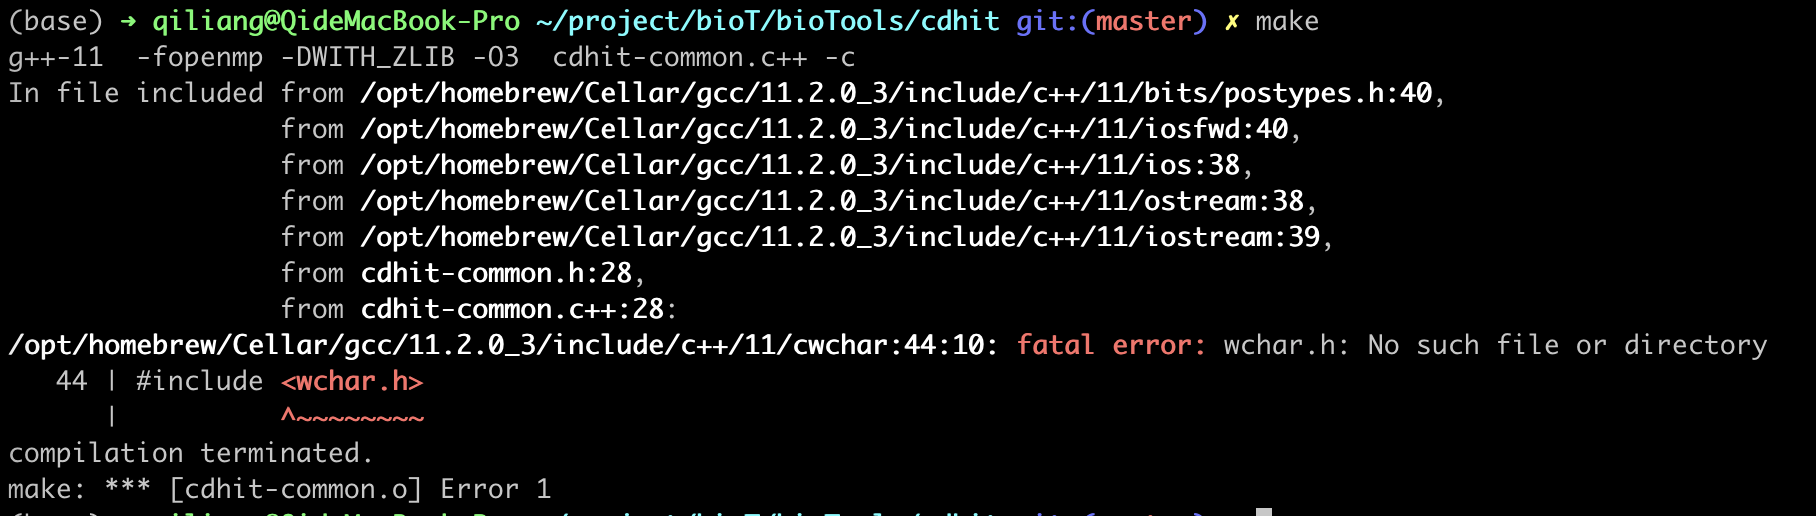 (base) ➜ qiliang@QideMacBook-Pro ~/project/bioT/bioTools/cdhit git:(master) ✗ make
g++-11  -fopenmp -DWITH_ZLIB -O3  cdhit-common.c++ -c
In file included from /opt/homebrew/Cellar/gcc/11.2.0_3/include/c++/11/bits/postypes.h:40,
                 from /opt/homebrew/Cellar/gcc/11.2.0_3/include/c++/11/iosfwd:40,
                 from /opt/homebrew/Cellar/gcc/11.2.0_3/include/c++/11/ios:38,
                 from /opt/homebrew/Cellar/gcc/11.2.0_3/include/c++/11/ostream:38,
                 from /opt/homebrew/Cellar/gcc/11.2.0_3/include/c++/11/iostream:39,
                 from cdhit-common.h:28,
                 from cdhit-common.c++:28:
/opt/homebrew/Cellar/gcc/11.2.0_3/include/c++/11/cwchar:44:10: fatal error: wchar.h: No such file or directory
   44 | #include <wchar.h>
      |          ^~~~~~~~~
compilation terminated.
make: *** [cdhit-common.o] Error 1